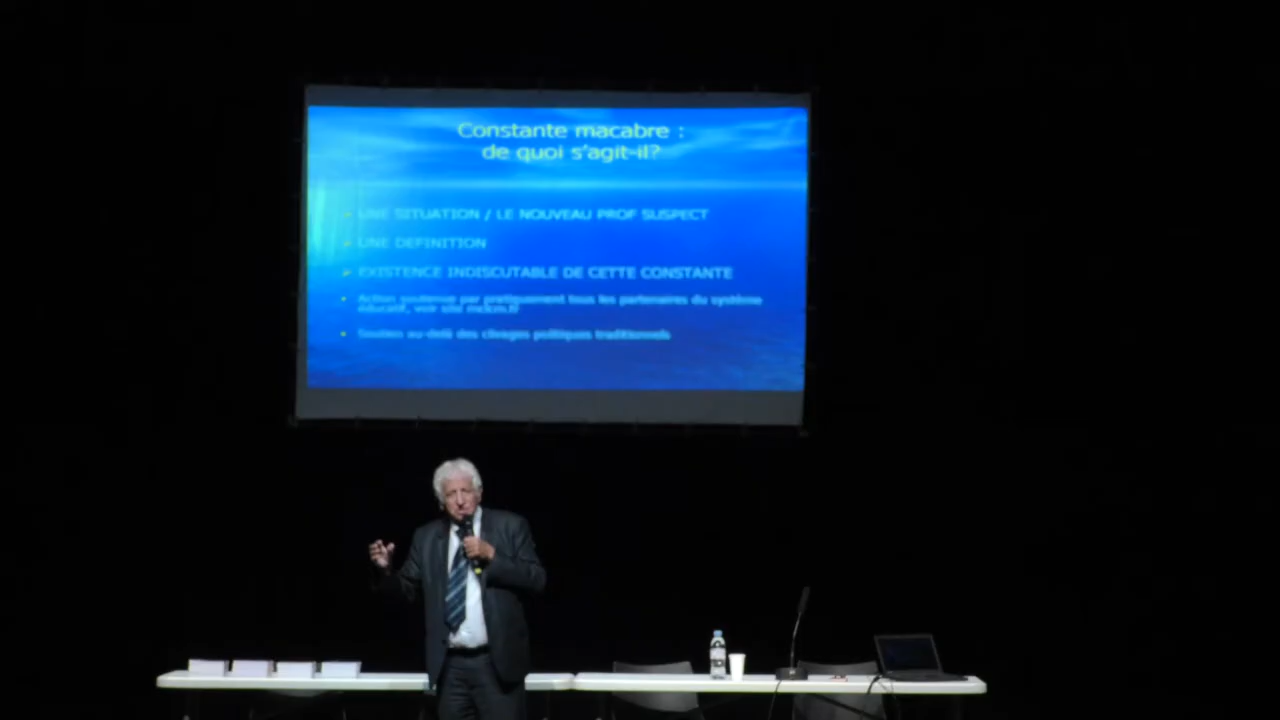 Constante macabre :
de quoi s'agit-il?
UNE SITUATION / LE NOUVEAU PROF SUSPECT
UNE DEFINITION
EXISTENCE INDISCUTABLE DE CETTE CONSTANTE
Action soutenue par pratiquement tous les partenaires du système
éducatif, voir site mclcm.fr
Soutien au-delà des clivages politiques traditionnels